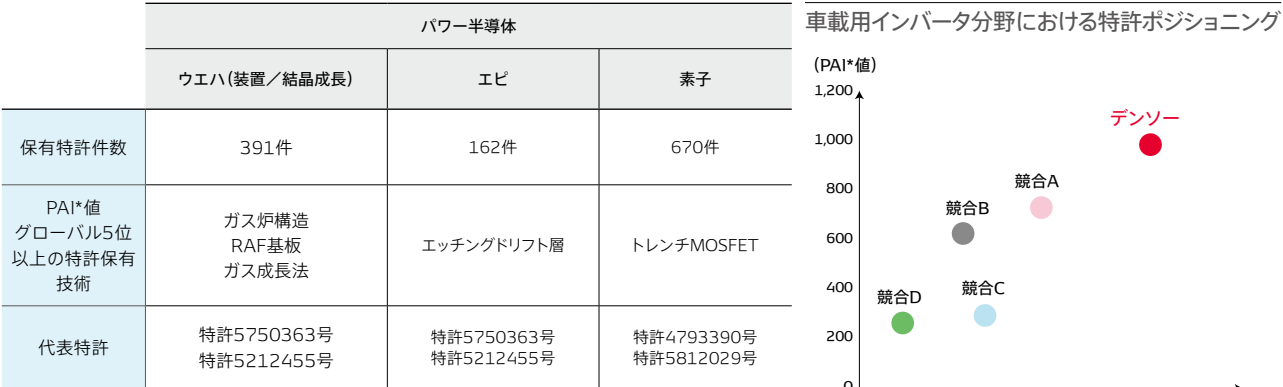 パワー半導体
ウエハ（装置／結晶成長）
エピ
素子
保有特許件数
391件
162件
670件
PAI*値
グローバル5位
以上の特許保有
技術
ガス炉構造
RAF基板
ガス成長法
エッチングドリフト層
トレンチMOSFET
代表特許
特許5750363号
特許5212455号
特許5750363号
特許5212455号
特許4793390号
特許5812029号
車載用インバータ分野における特許ポジショニング
（PAI*値）
1,200
1,000
800
600
400
200
0
デンソー
競合A
競合B
競合C
競合D